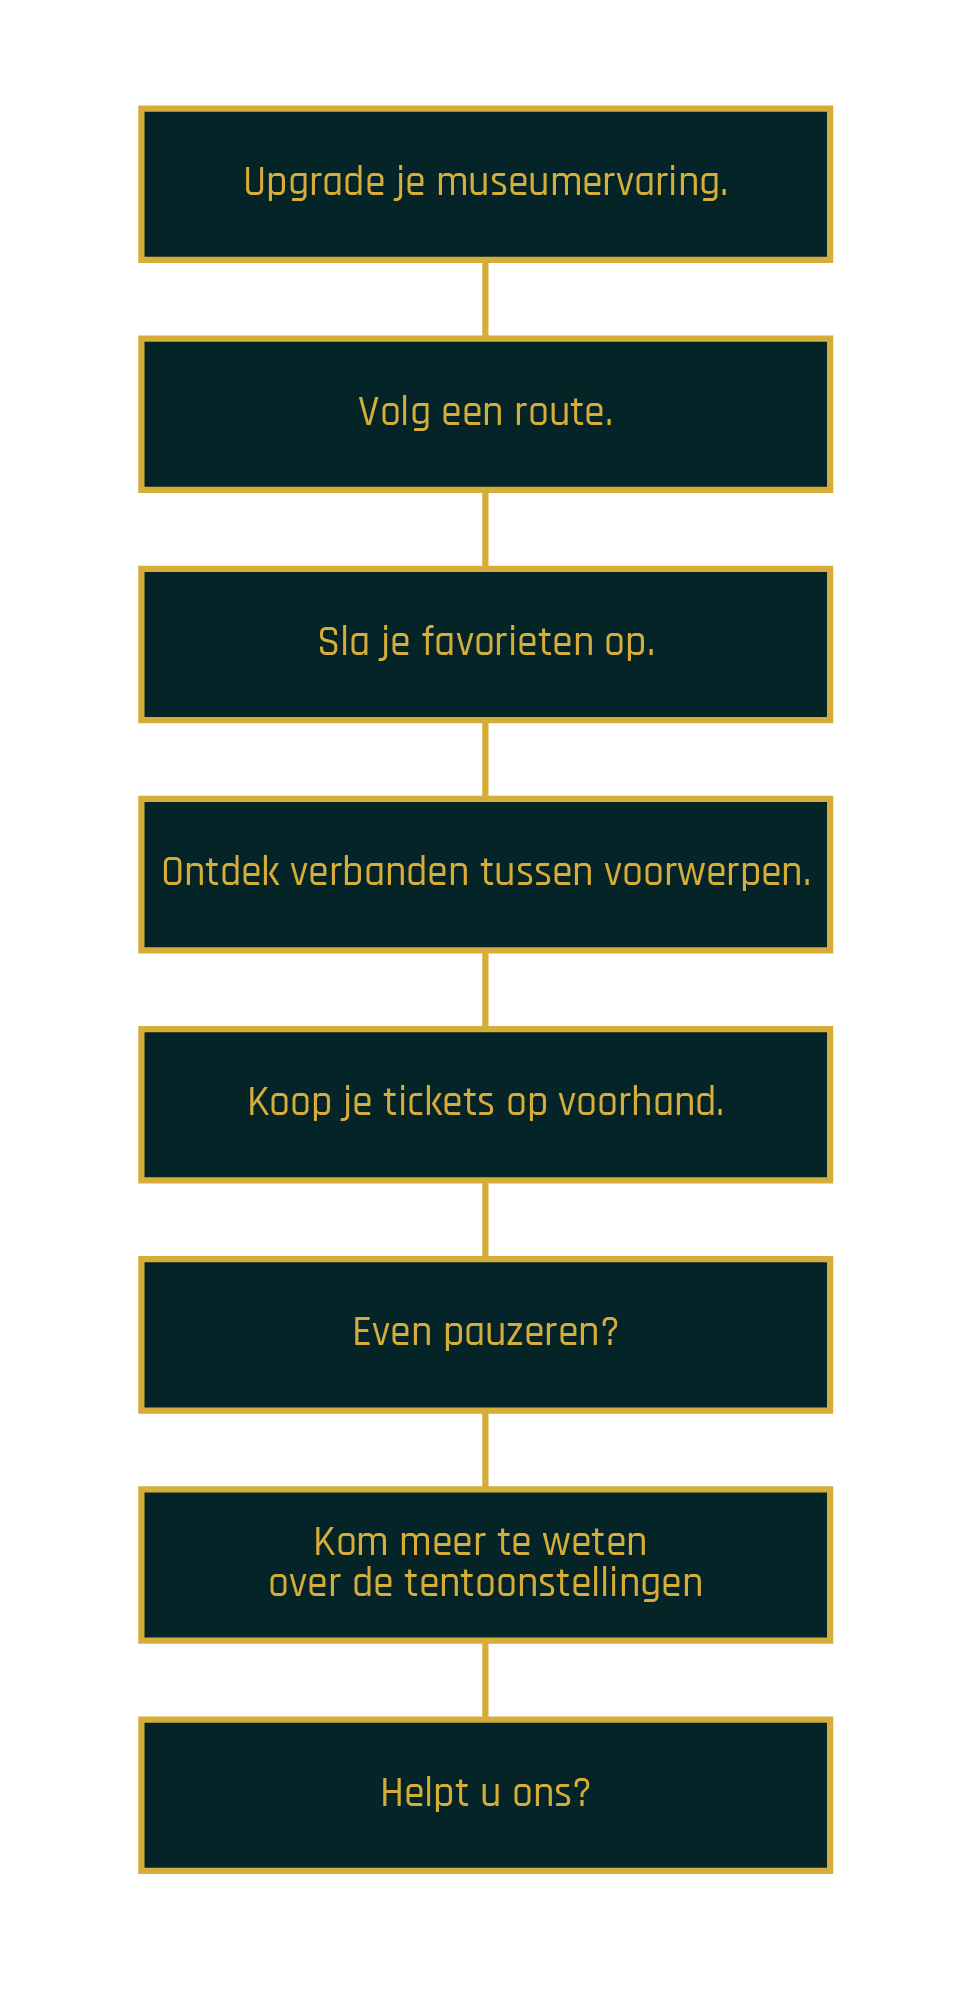 Upgrade je museumervaring.
Volg een route.
Sla je favorieten op.
Ontdek verbanden tussen voorwerpen.
Koop je tickets op voorhand.
Even pauzeren?
Kom meer te weten
over de tentoonstellingen
Helpt u ons?